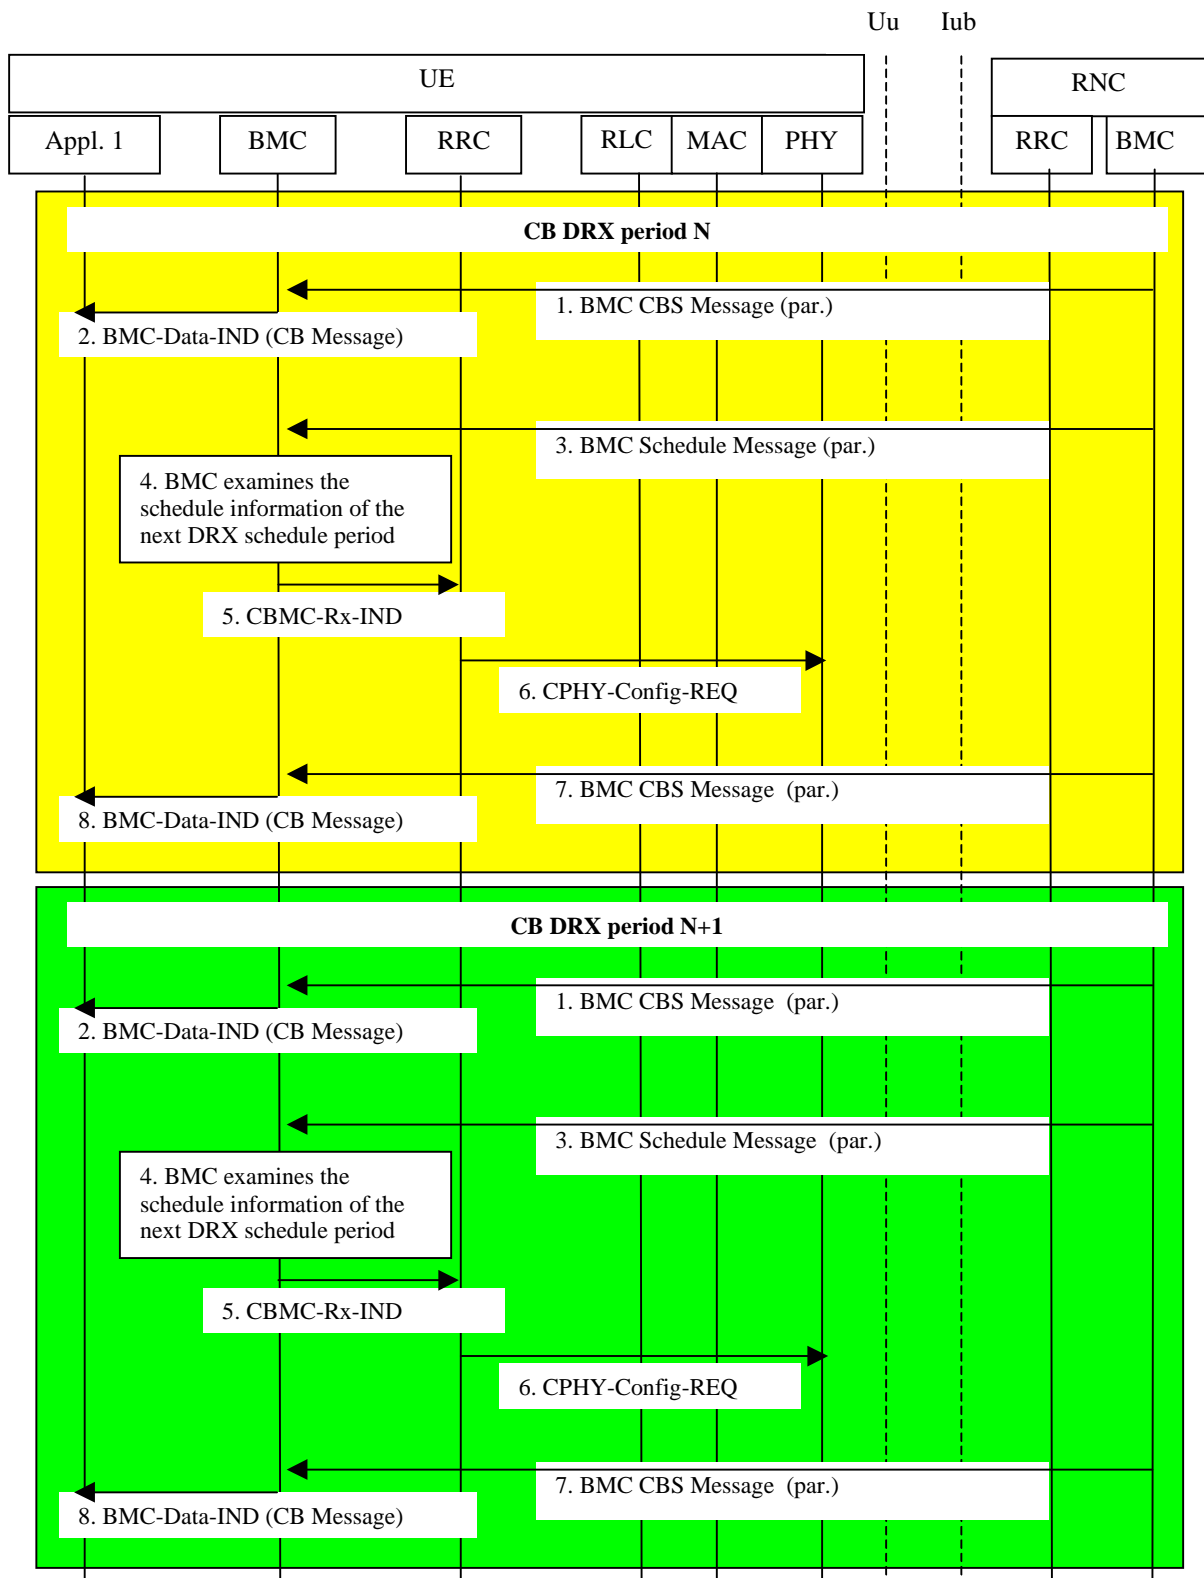 Uu Iub
UE
RNC
Appl. 1 BMC RRC RLC MAC PHY RRC BMC
CB DRX period N
1. BMC CBS Message (par.)
2. BMC-Data-IND (CB Message)
3. BMC Schedule Message (par.)
4. BMC examines the
schedule information of the
next DRX schedule period
5. CBMC-Rx-IND
6. CPHY-Config-REQ
7. BMC CBS Message (par.)
8. BMC-Data-IND (CB Message)
CB DRX period N+1
1. BMC CBS Message (par.)
2. BMC-Data-IND (CB Message)
3. BMC Schedule Message (par.)
4. BMC examines the
schedule information of the
next DRX schedule period
5. CBMC-Rx-IND
6. CPHY-Config-REQ
7. BMC CBS Message (par.)
8. BMC-Data-IND (CB Message)